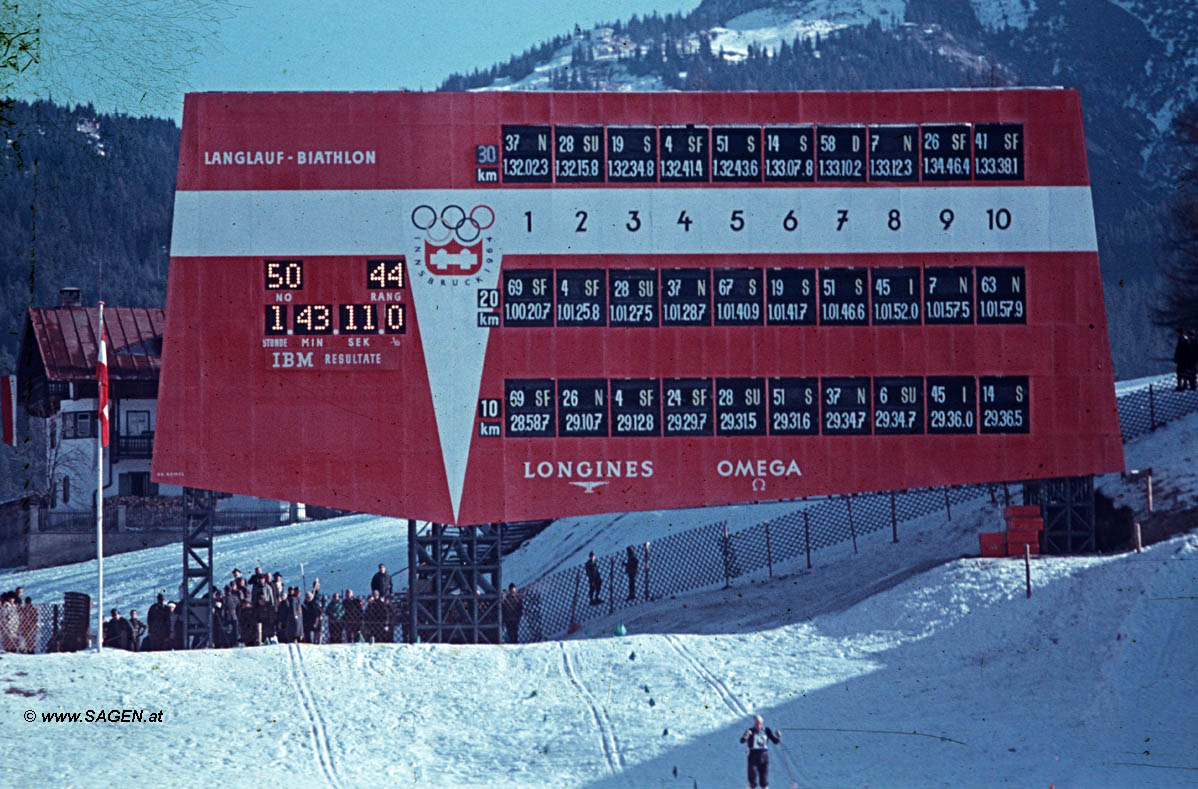 37 N 28 SU 19 S 4 SF 51 S 14 S 58 D 7 N 26 SF 41 SF
LANGLAUF - BIATHLON
30 km
1.32.02.3 1.32.15.8 1.32.34.8 1.32.41.4 1.32.43.6 1.33.07.8 1.33.10.2 1.33.12.3 1.34.46.4 1.33.38.1
1 2 3 4 5 6 7 8 9 10
INNSBRUCK 1964
50 44
NO RANG
1.43.11.0
STUNDE MIN SEK 1/10
IBM RESULTATE
20 km
69 SF 4 SF 28 SU 37 N 67 SF 19 S 51 S 45 I 7 N 63 N
1.00.20.7 1.01.25.8 1.01.27.5 1.01.28.7 1.01.40.9 1.01.41.7 1.01.46.6 1.01.52.0 1.01.57.5 1.01.57.9
10 km
69 SF 26 N 4 SF 24 SF 28 SU 51 S 37 N 6 SU 45 I 14 S
28.58.7 29.10.7 29.12.8 29.29.7 29.31.5 29.31.6 29.34.7 29.34.7 29.36.0 29.36.5
LONGINES OMEGA
Ω
© www.SAGEN.at